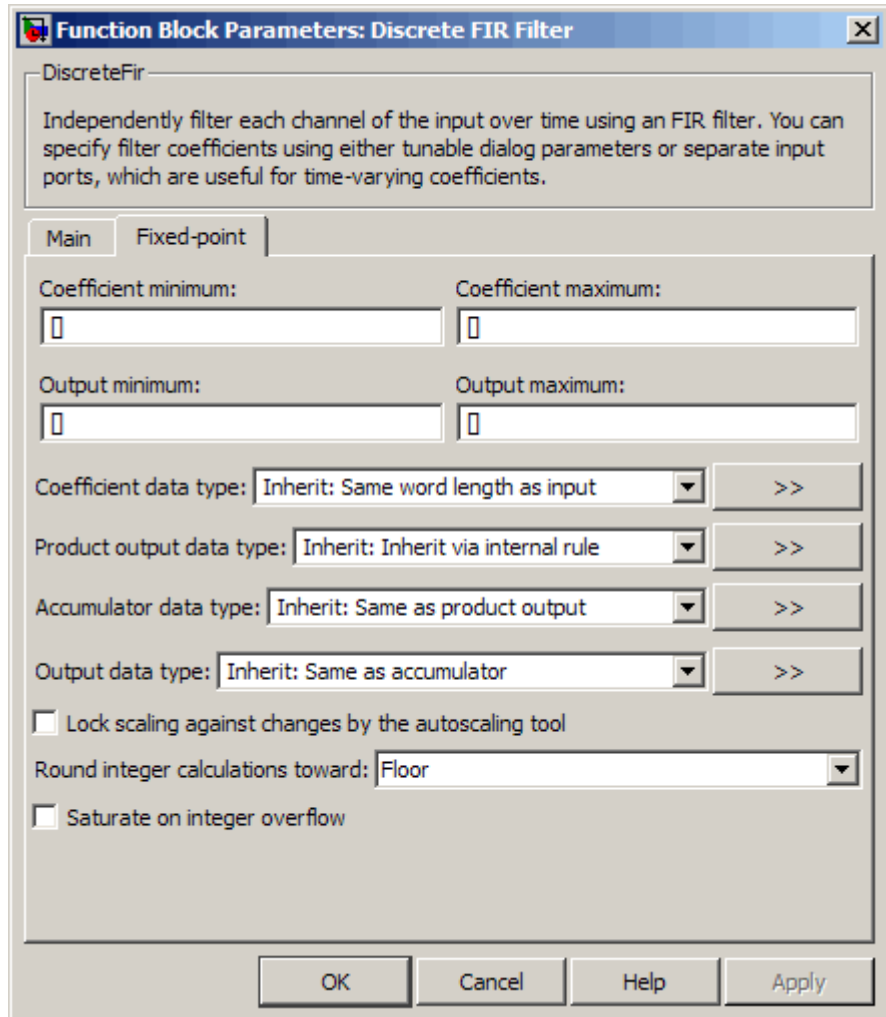 Function Block Parameters: Discrete FIR Filter
DiscreteFir
Independently filter each channel of the input over time using an FIR filter. You can
specify filter coefficients using either tunable dialog parameters or separate input
ports, which are useful for time-varying coefficients.
Main Fixed-point
Coefficient minimum: Coefficient maximum:
[] []
Output minimum: Output maximum:
[] []
Coefficient data type: Inherit: Same word length as input >>
Product output data type: Inherit: Inherit via internal rule >>
Accumulator data type: Inherit: Same as product output >>
Output data type: Inherit: Same as accumulator >>
Lock scaling against changes by the autoscaling tool
Round integer calculations toward: Floor
Saturate on integer overflow
OK Cancel Help Apply